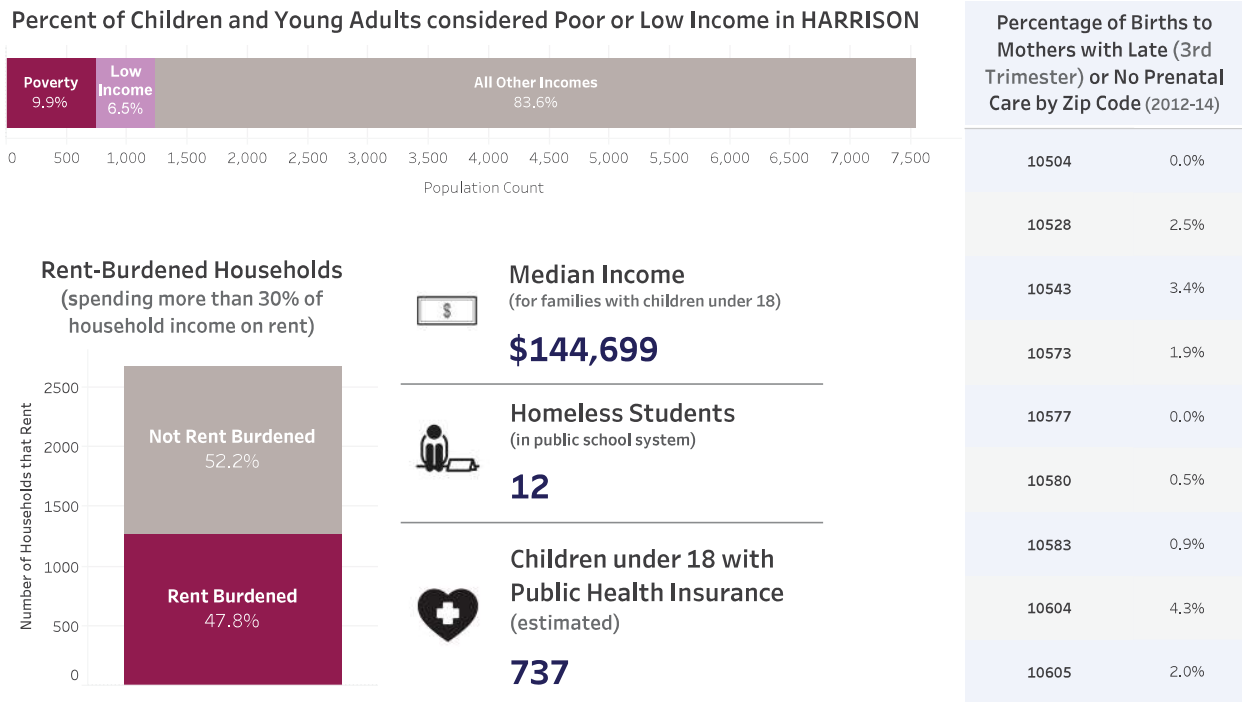 Percent of Children and Young Adults considered Poor or Low Income in HARRISON
Poverty
9.9%
Low
Income
6.5%
All Other Incomes
83.6%
0 500 1,000 1,500 2,000 2,500 3,000 3,500 4,000 4,500 5,000 5,500 6,000 6,500 7,000 7,500
Population Count
Rent-Burdened Households
(spending more than 30% of
household income on rent)
Number of Households that Rent
2500
2000
1500
1000
500
0
Not Rent Burdened
52.2%
Rent Burdened
47.8%
$
Median Income
(for families with children under 18)
$144,699
Homeless Students
(in public school system)
12
Children under 18 with
Public Health Insurance
(estimated)
737
Percentage of Births to
Mothers with Late (3rd
Trimester) or No Prenatal
Care by Zip Code (2012-14)
10504 0.0%
10528 2.5%
10543 3.4%
10573 1.9%
10577 0.0%
10580 0.5%
10583 0.9%
10604 4.3%
10605 2.0%